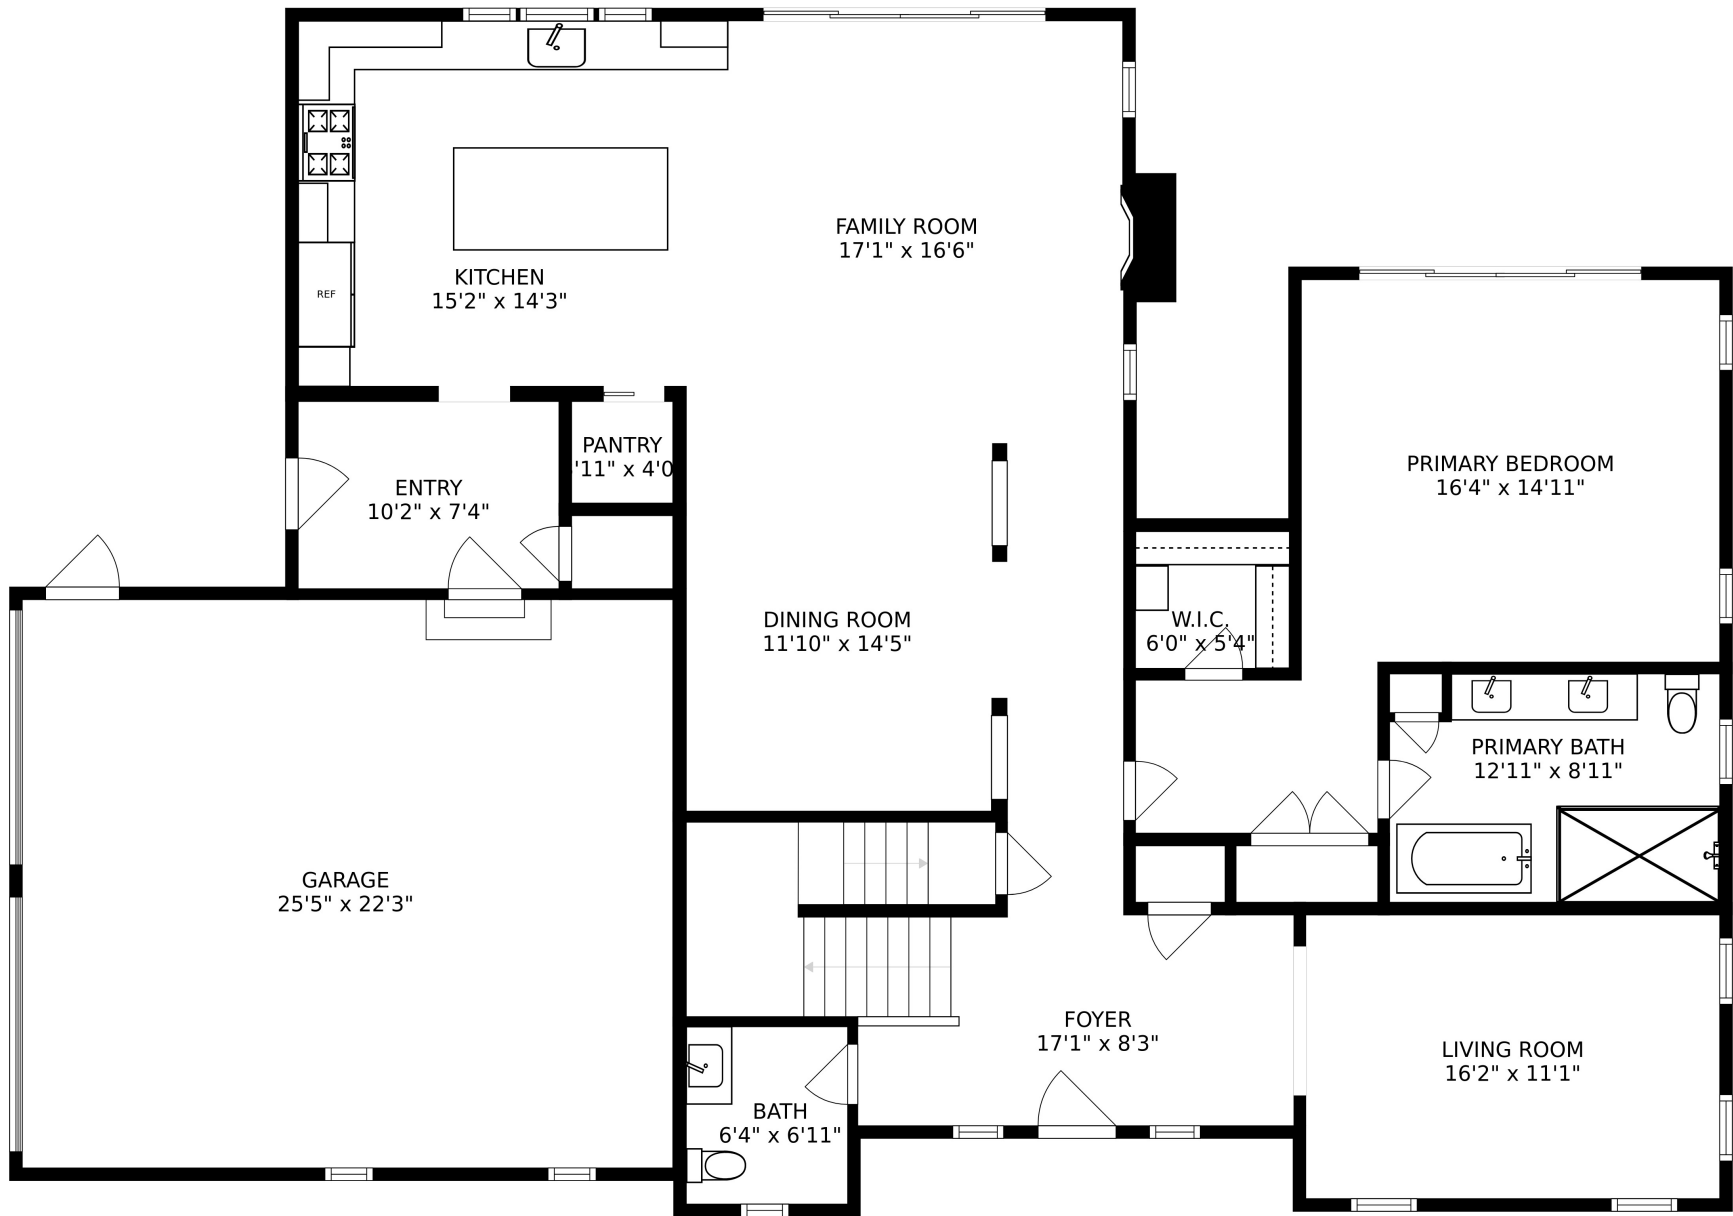 FAMILY ROOM
17'1" x 16'6"
KITCHEN
15'2" x 14'3"
REF
PANTRY
'11" x 4'0
ENTRY
10'2" x 7'4"
PRIMARY BEDROOM
16'4" x 14'11"
DINING ROOM
11'10" x 14'5"
W.I.C.
6'0" x 5'4"
PRIMARY BATH
12'11" x 8'11"
GARAGE
25'5" x 22'3"
FOYER
17'1" x 8'3"
LIVING ROOM
16'2" x 11'1"
BATH
6'4" x 6'11"